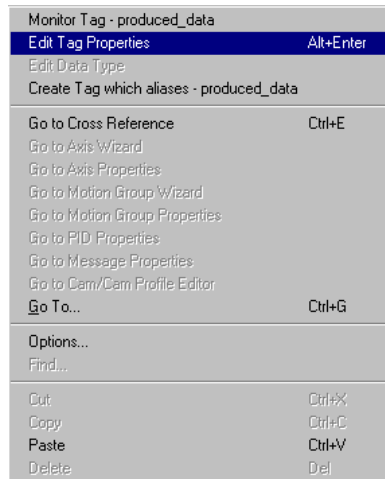 Monitor Tag - produced_data
Edit Tag Properties Alt+Enter
Edit Data Type
Create Tag which aliases - produced_data
Go to Cross Reference Ctrl+E
Go to Axis Wizard
Go to Axis Properties
Go to Motion Group Wizard
Go to Motion Group Properties
Go to PID Properties
Go to Message Properties
Go to Cam/Cam Profile Editor
Go To... Ctrl+G
Options...
Find...
Cut Ctrl+X
Copy Ctrl+C
Paste Ctrl+V
Delete Del